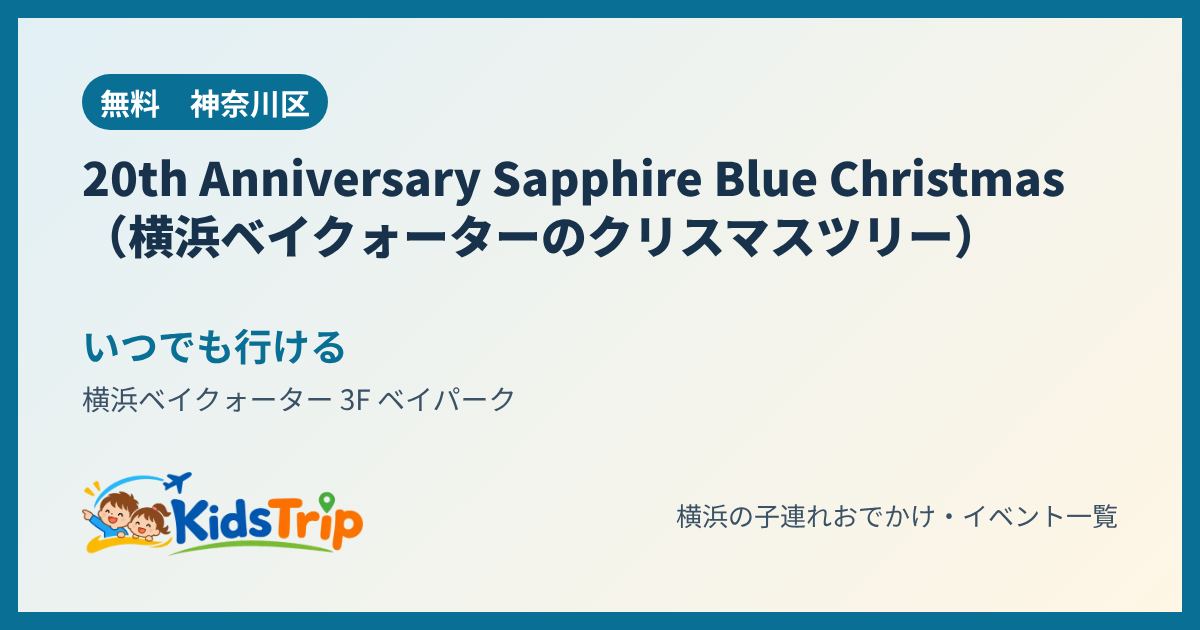 無料　神奈川区
20th Anniversary Sapphire Blue Christmas
（横浜ベイクォーターのクリスマスツリー）
いつでも行ける
横浜ベイクォーター 3F ベイパーク
KidsTrip
横浜の子連れおでかけ・イベント一覧